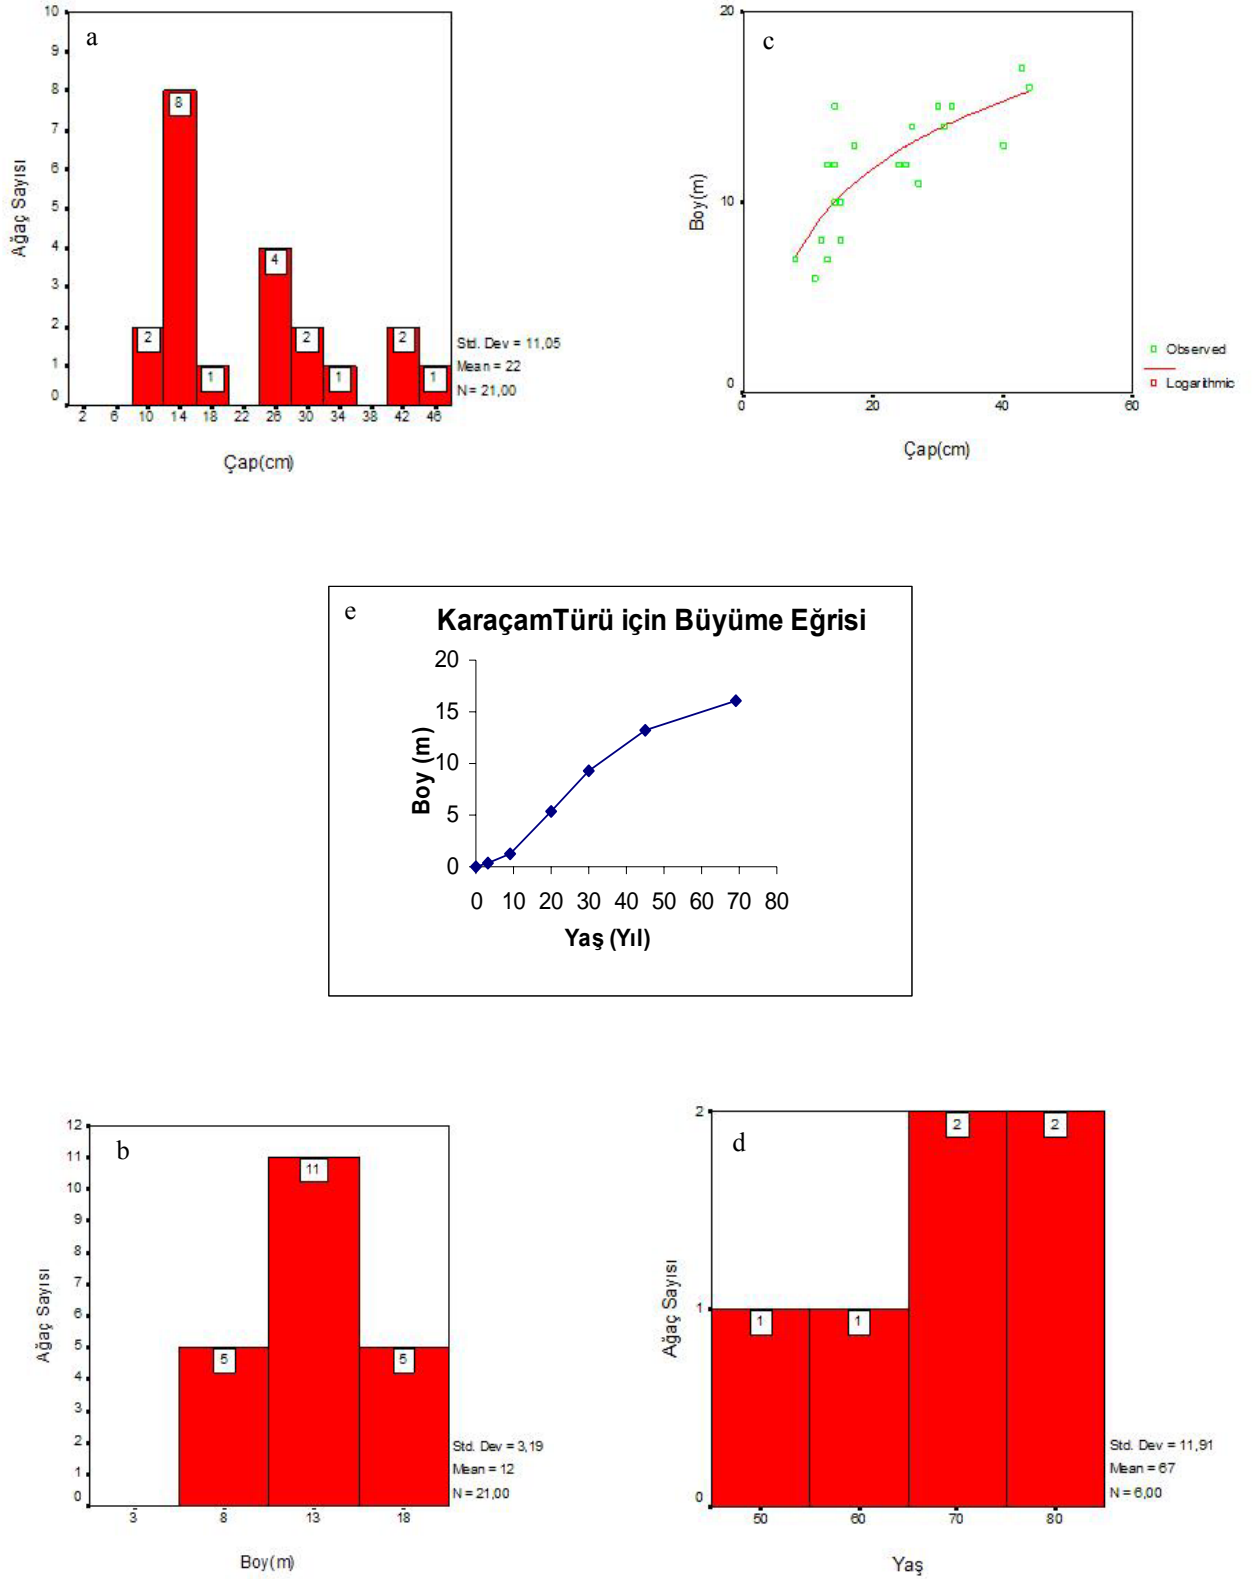 a
10
9
8
7
6
5
4
3
2
1
0
Ağaç Sayısı
2
8
1
4
2
1
2
1
2 6 10 14 18 22 26 30 34 38 42 46
Çap(cm)
Std. Dev = 11,05
Mean = 22
N = 21,00
c
20
10
0
Boy(m)
0 20 40 60
Çap(cm)
Observed
Logarithmic
e
KaraçamTürü için Büyüme Eğrisi
20
15
10
5
0
Boy (m)
0 10 20 30 40 50 60 70 80
Yaş (Yıl)
b
12
11
10
9
8
7
6
5
4
3
2
1
0
Ağaç Sayısı
5
11
5
3 8 13 18
Boy(m)
Std. Dev = 3,19
Mean = 12
N = 21,00
d
2
1
0
Ağaç Sayısı
1
1
2
2
50 60 70 80
Yaş
Std. Dev = 11,91
Mean = 67
N = 6,00